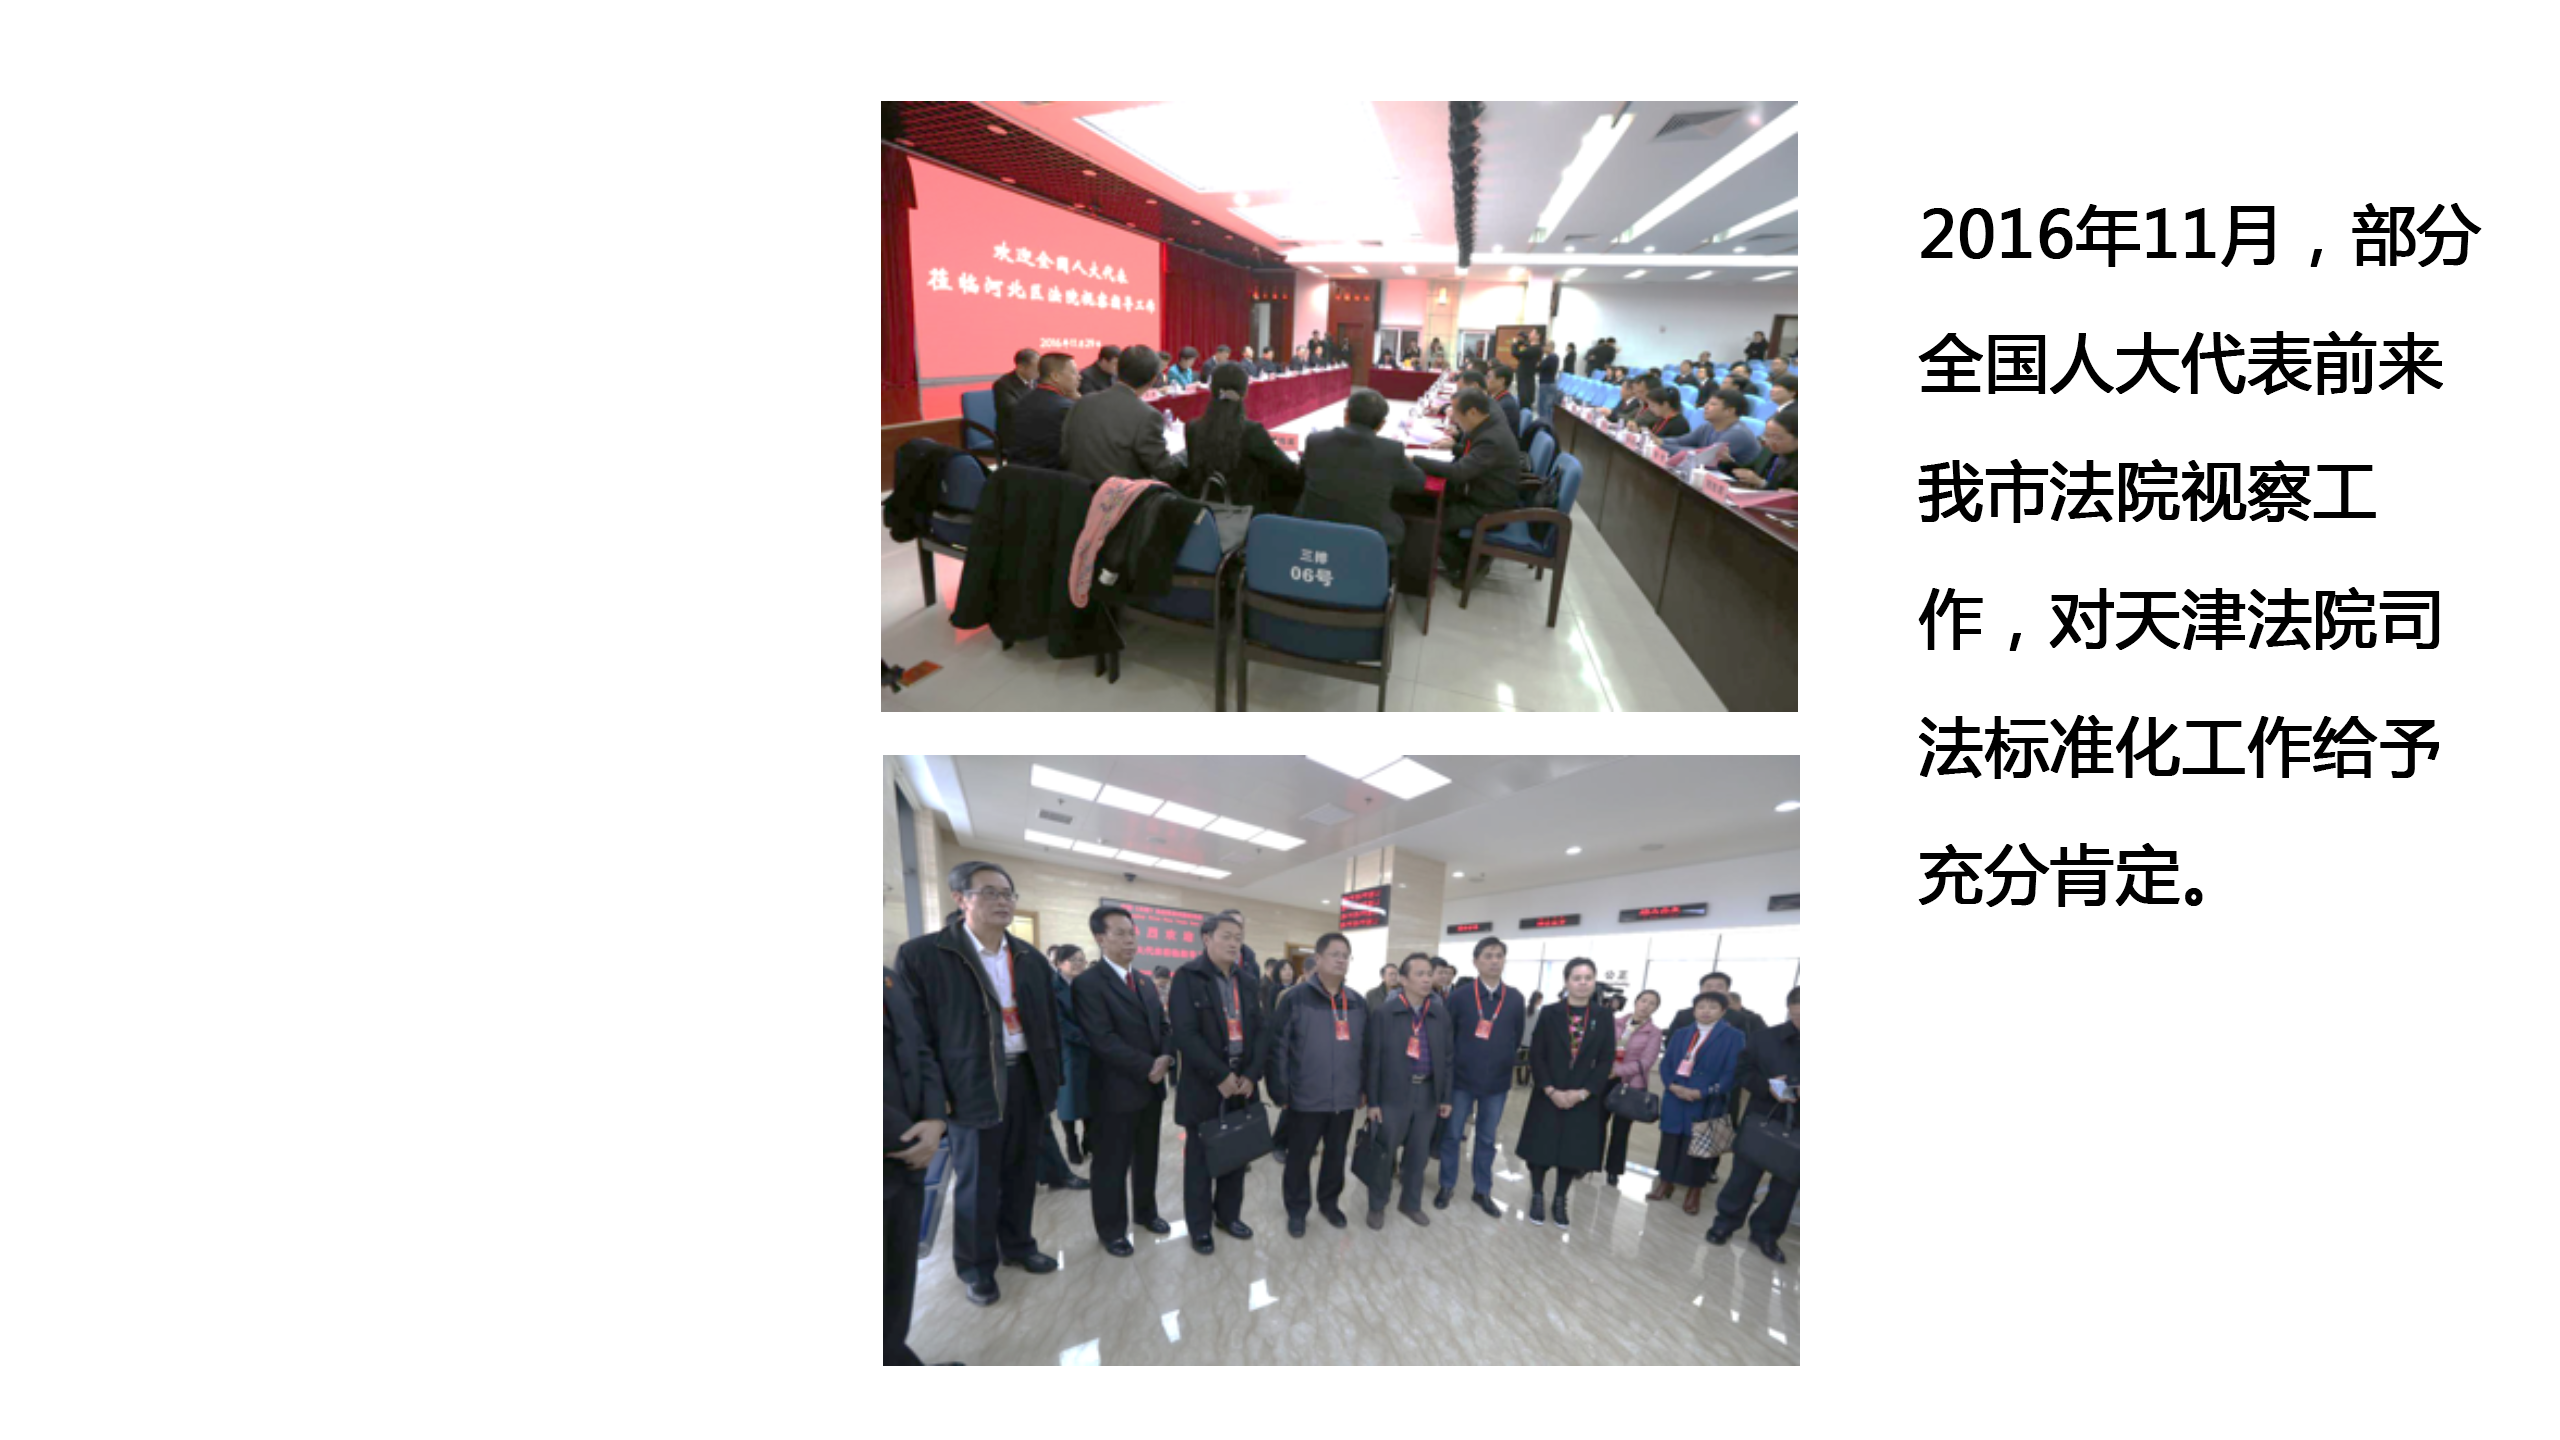 欢迎全国人大代表
莅临河北区法院视察指导工作
三排
06号
公正
2016年11月，部分
全国人大代表前来
我市法院视察工
作，对天津法院司
法标准化工作给予
充分肯定。